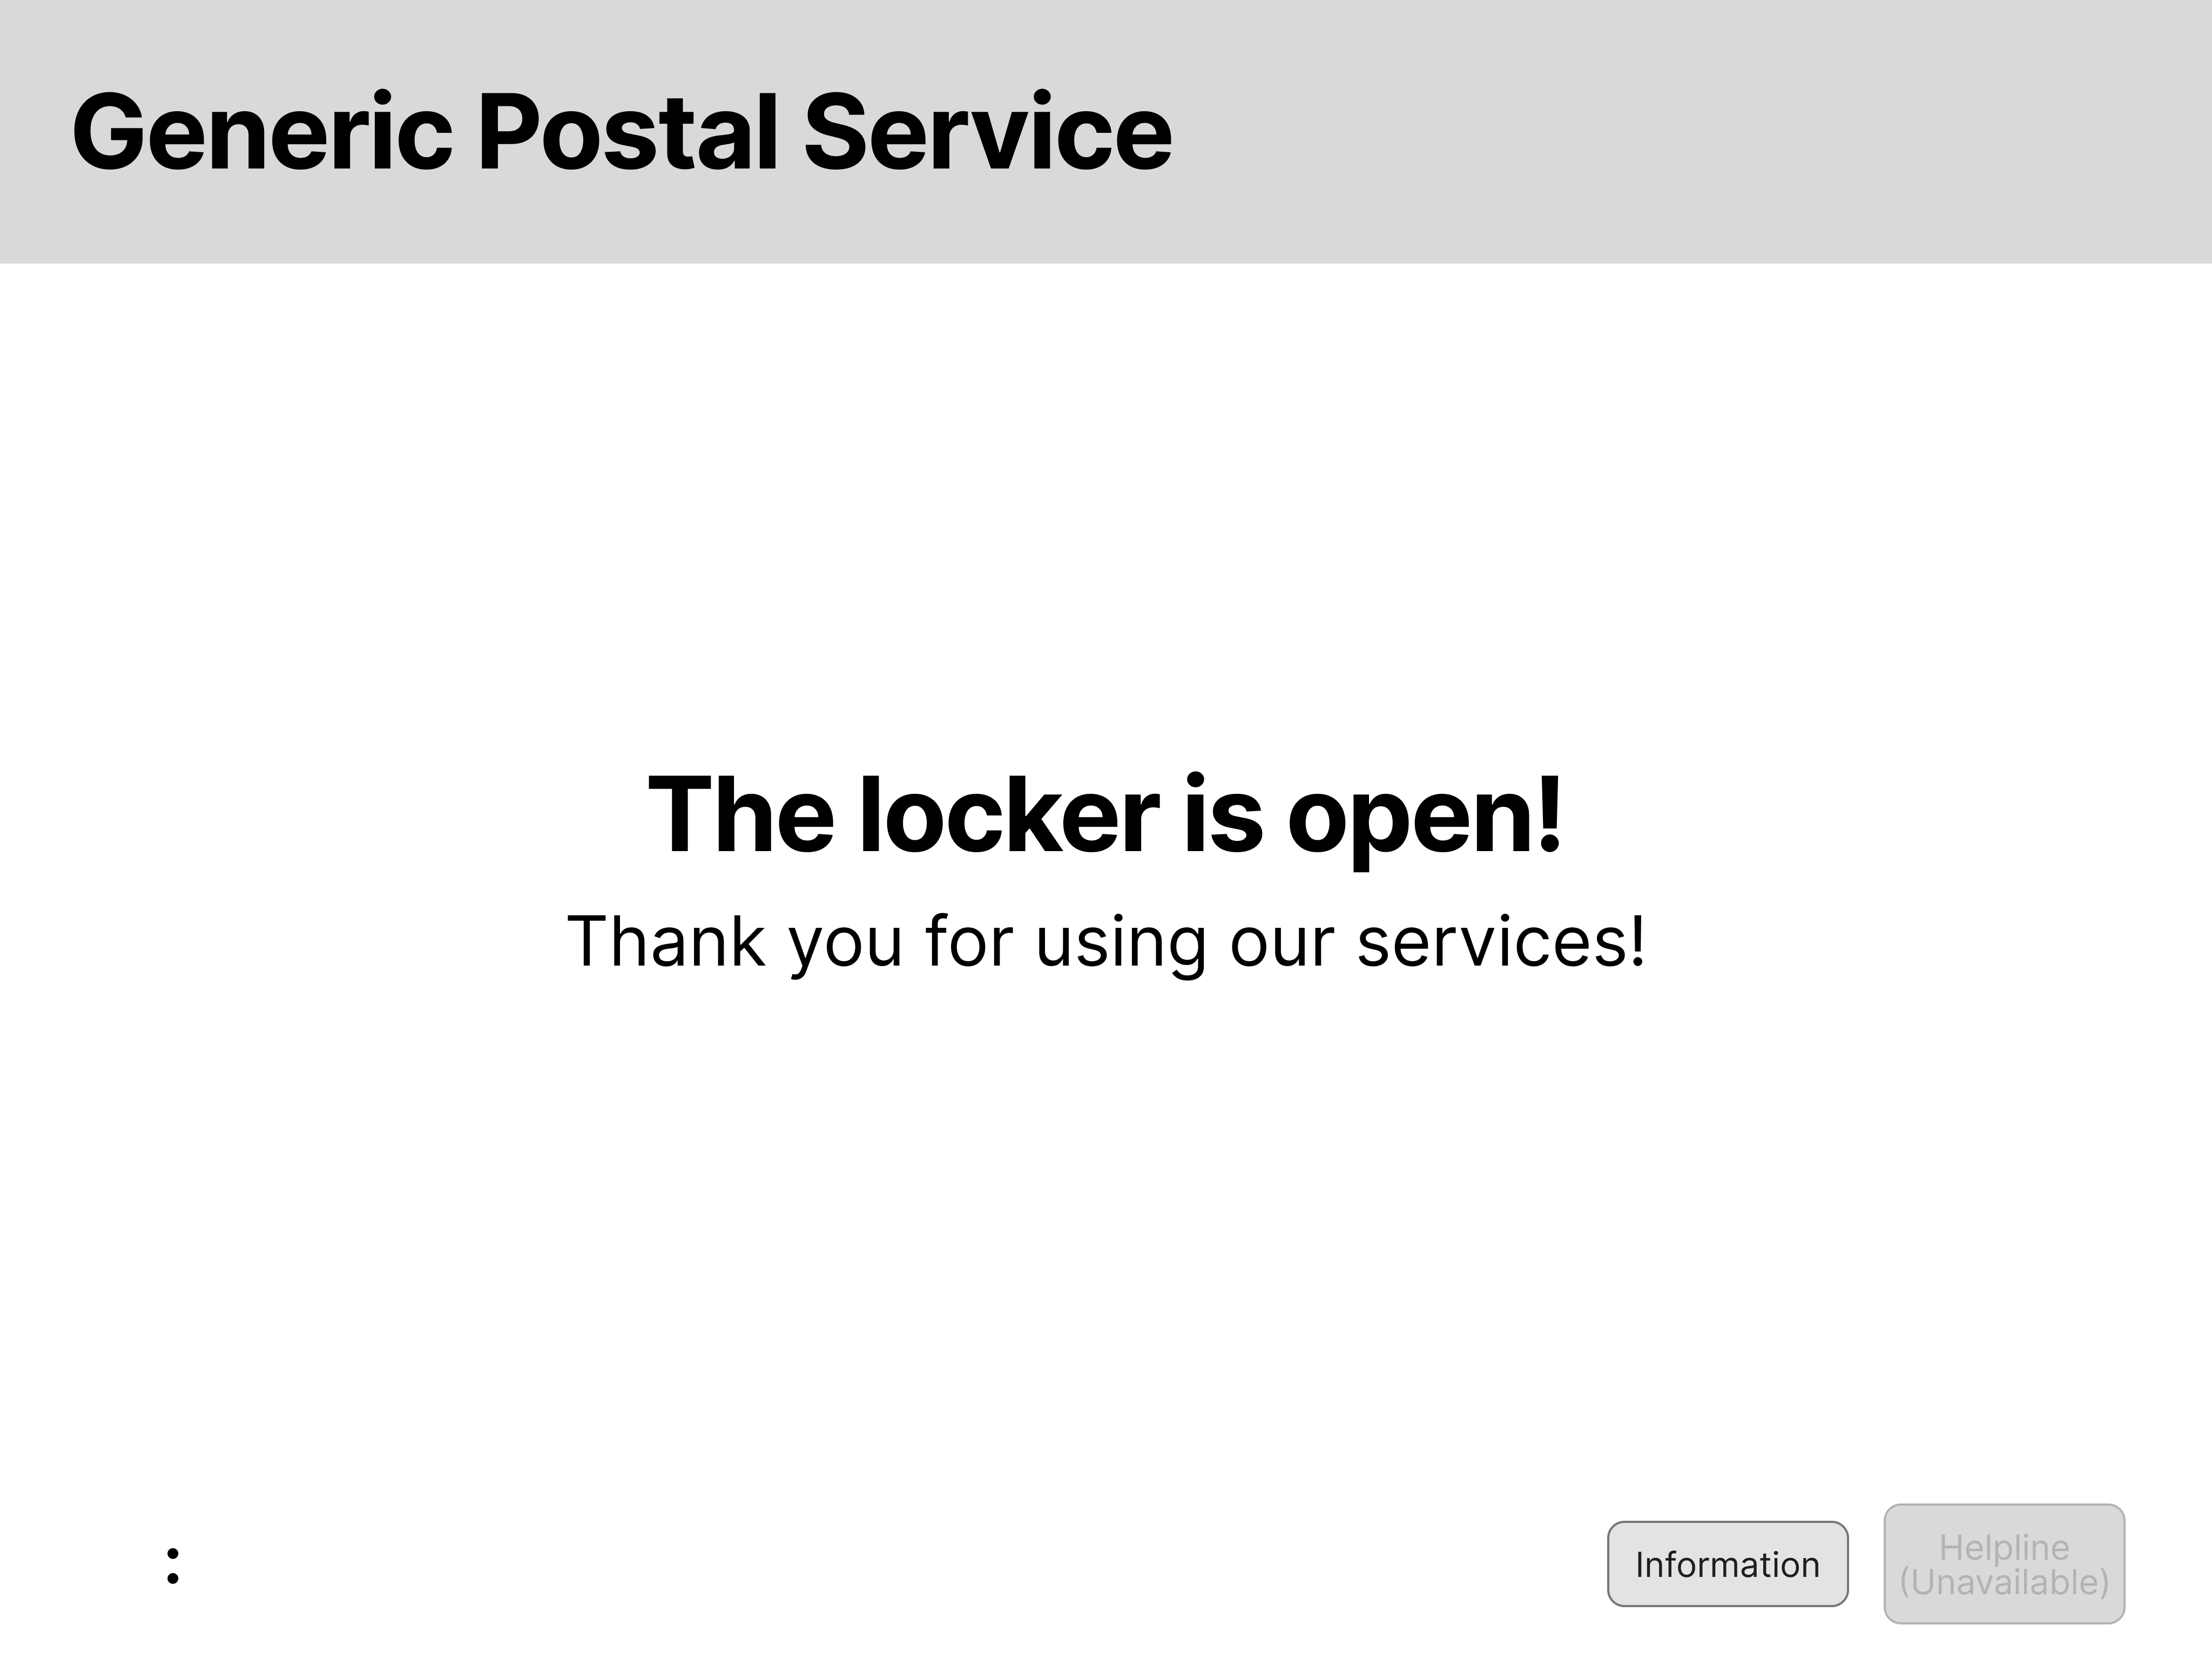 Generic Postal Service
The locker is open!
Thank you for using our services!
:
Information
Helpline
(Unavailable)